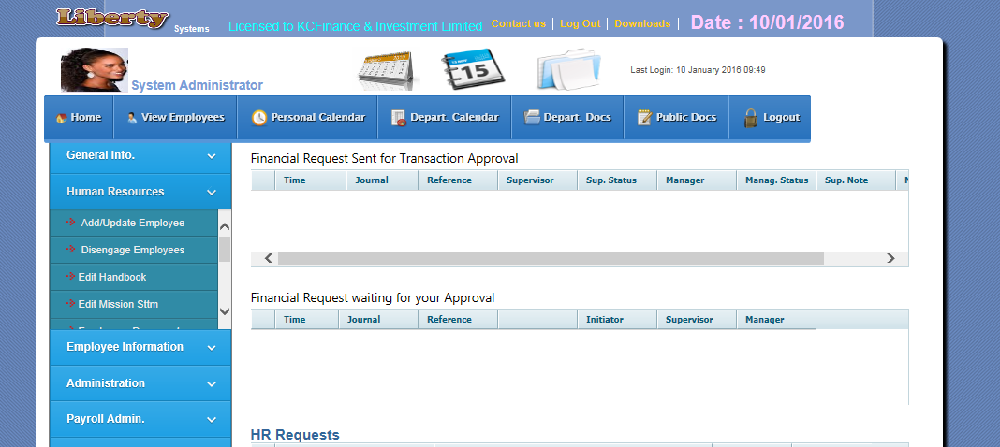 Liberty Systems Licensed to KCFinance & Investment Limited Contact us | Log Out | Downloads | Date : 10/01/2016
System Administrator Last Login: 10 January 2016 09:49
15
Home View Employees Personal Calendar Depart. Calendar Depart. Docs Public Docs Logout
General Info.
Human Resources
Add/Update Employee
Disengage Employees
Edit Handbook
Edit Mission Sttm
Employee Information
Administration
Payroll Admin.
Financial Request Sent for Transaction Approval
Time Journal Reference Supervisor Sup. Status Manager Manag. Status Sup. Note
Financial Request waiting for your Approval
Time Journal Reference Initiator Supervisor Manager
HR Requests